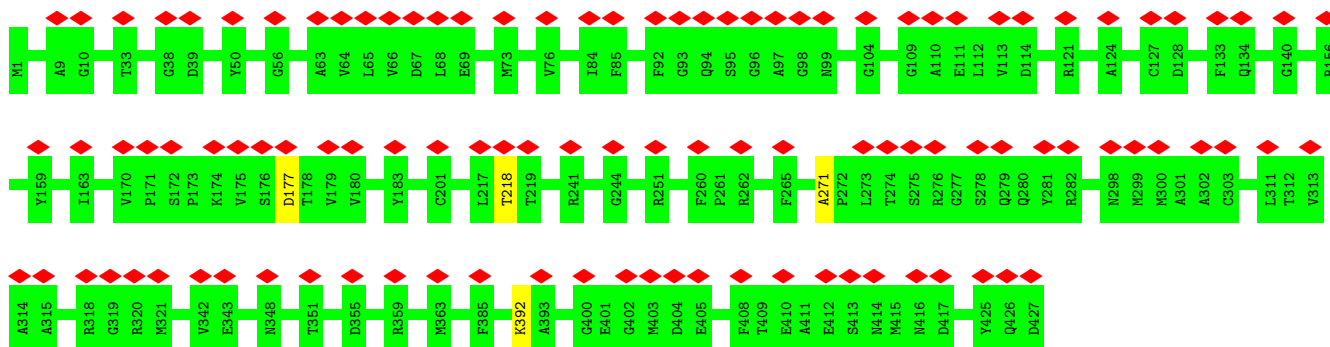 M1 A9 G10 T33 G38 D39 Y50 G56 A63 V64 L65 V66 D67 L68 E69 M73 V76 I84 F85 F92 G93 Q94 S95 G96 A97 G98 N99 G104 G109 A110 E111 L112 V113 D114 R121 A124 C127 D128 F133 Q134 G140 R156
Y159 I163 V170 P171 S172 P173 K174 V175 S176 D177 T178 V179 V180 Y183 C201 L217 T218 T219 R241 G244 R251 F260 P261 R262 F265 A271 P272 L273 T274 S275 R276 G277 S278 Q279 Q280 Y281 R282 N298 M299 M300 A301 A302 C303 L311 T312 V313
A314 A315 R318 G319 R320 M321 V342 E343 N348 T351 D355 R359 M363 F385 K392 A393 G400 E401 G402 M403 D404 E405 F408 T409 E410 A411 E412 S413 N414 M415 N416 D417 Y425 Q426 D427